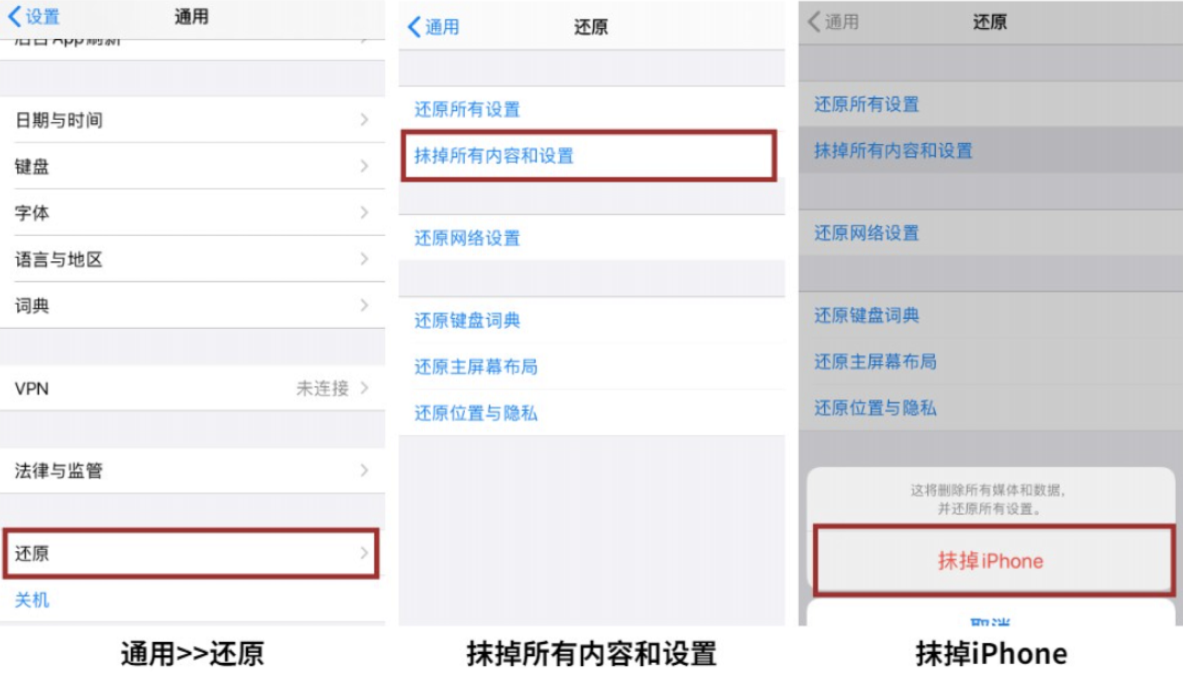 设置
通用
后台 App 刷新
日期与时间
键盘
字体
语言与地区
词典
VPN
未连接
法律与监管
还原
关机
通用>>还原
通用
还原
还原所有设置
抹掉所有内容和设置
还原网络设置
还原键盘词典
还原主屏幕布局
还原位置与隐私
抹掉所有内容和设置
通用
还原
还原所有设置
抹掉所有内容和设置
还原网络设置
还原键盘词典
还原主屏幕布局
还原位置与隐私
这将删除所有媒体和数据，
并还原所有设置。
抹掉iPhone
取消
抹掉iPhone